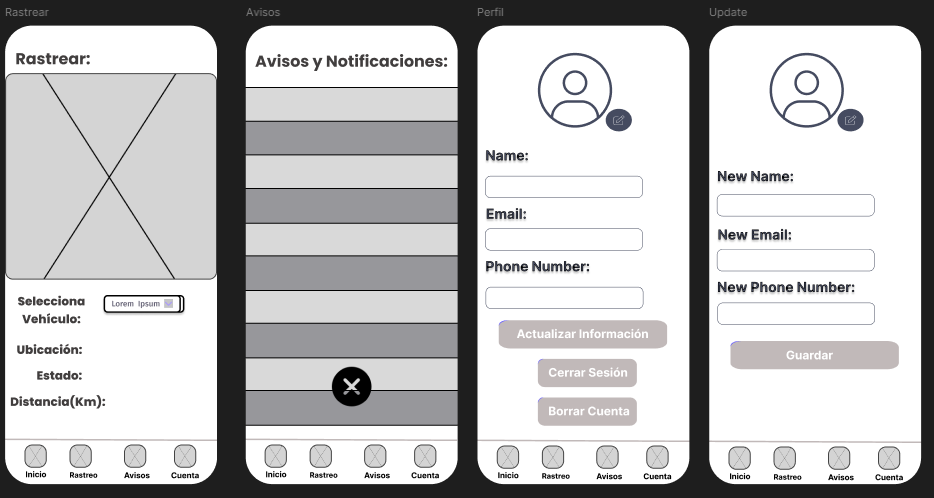 Rastrear
Rastrear:
Selecciona
Vehículo:
Lorem Ipsum
Ubicación:
Estado:
Distancia(Km):
Inicio
Rastreo
Avisos
Cuenta
Avisos
Avisos y Notificaciones:
Inicio
Rastreo
Avisos
Cuenta
Perfil
Name:
Email:
Phone Number:
Actualizar Información
Cerrar Sesión
Borrar Cuenta
Inicio
Rastreo
Avisos
Cuenta
Update
New Name:
New Email:
New Phone Number:
Guardar
Inicio
Rastreo
Avisos
Cuenta